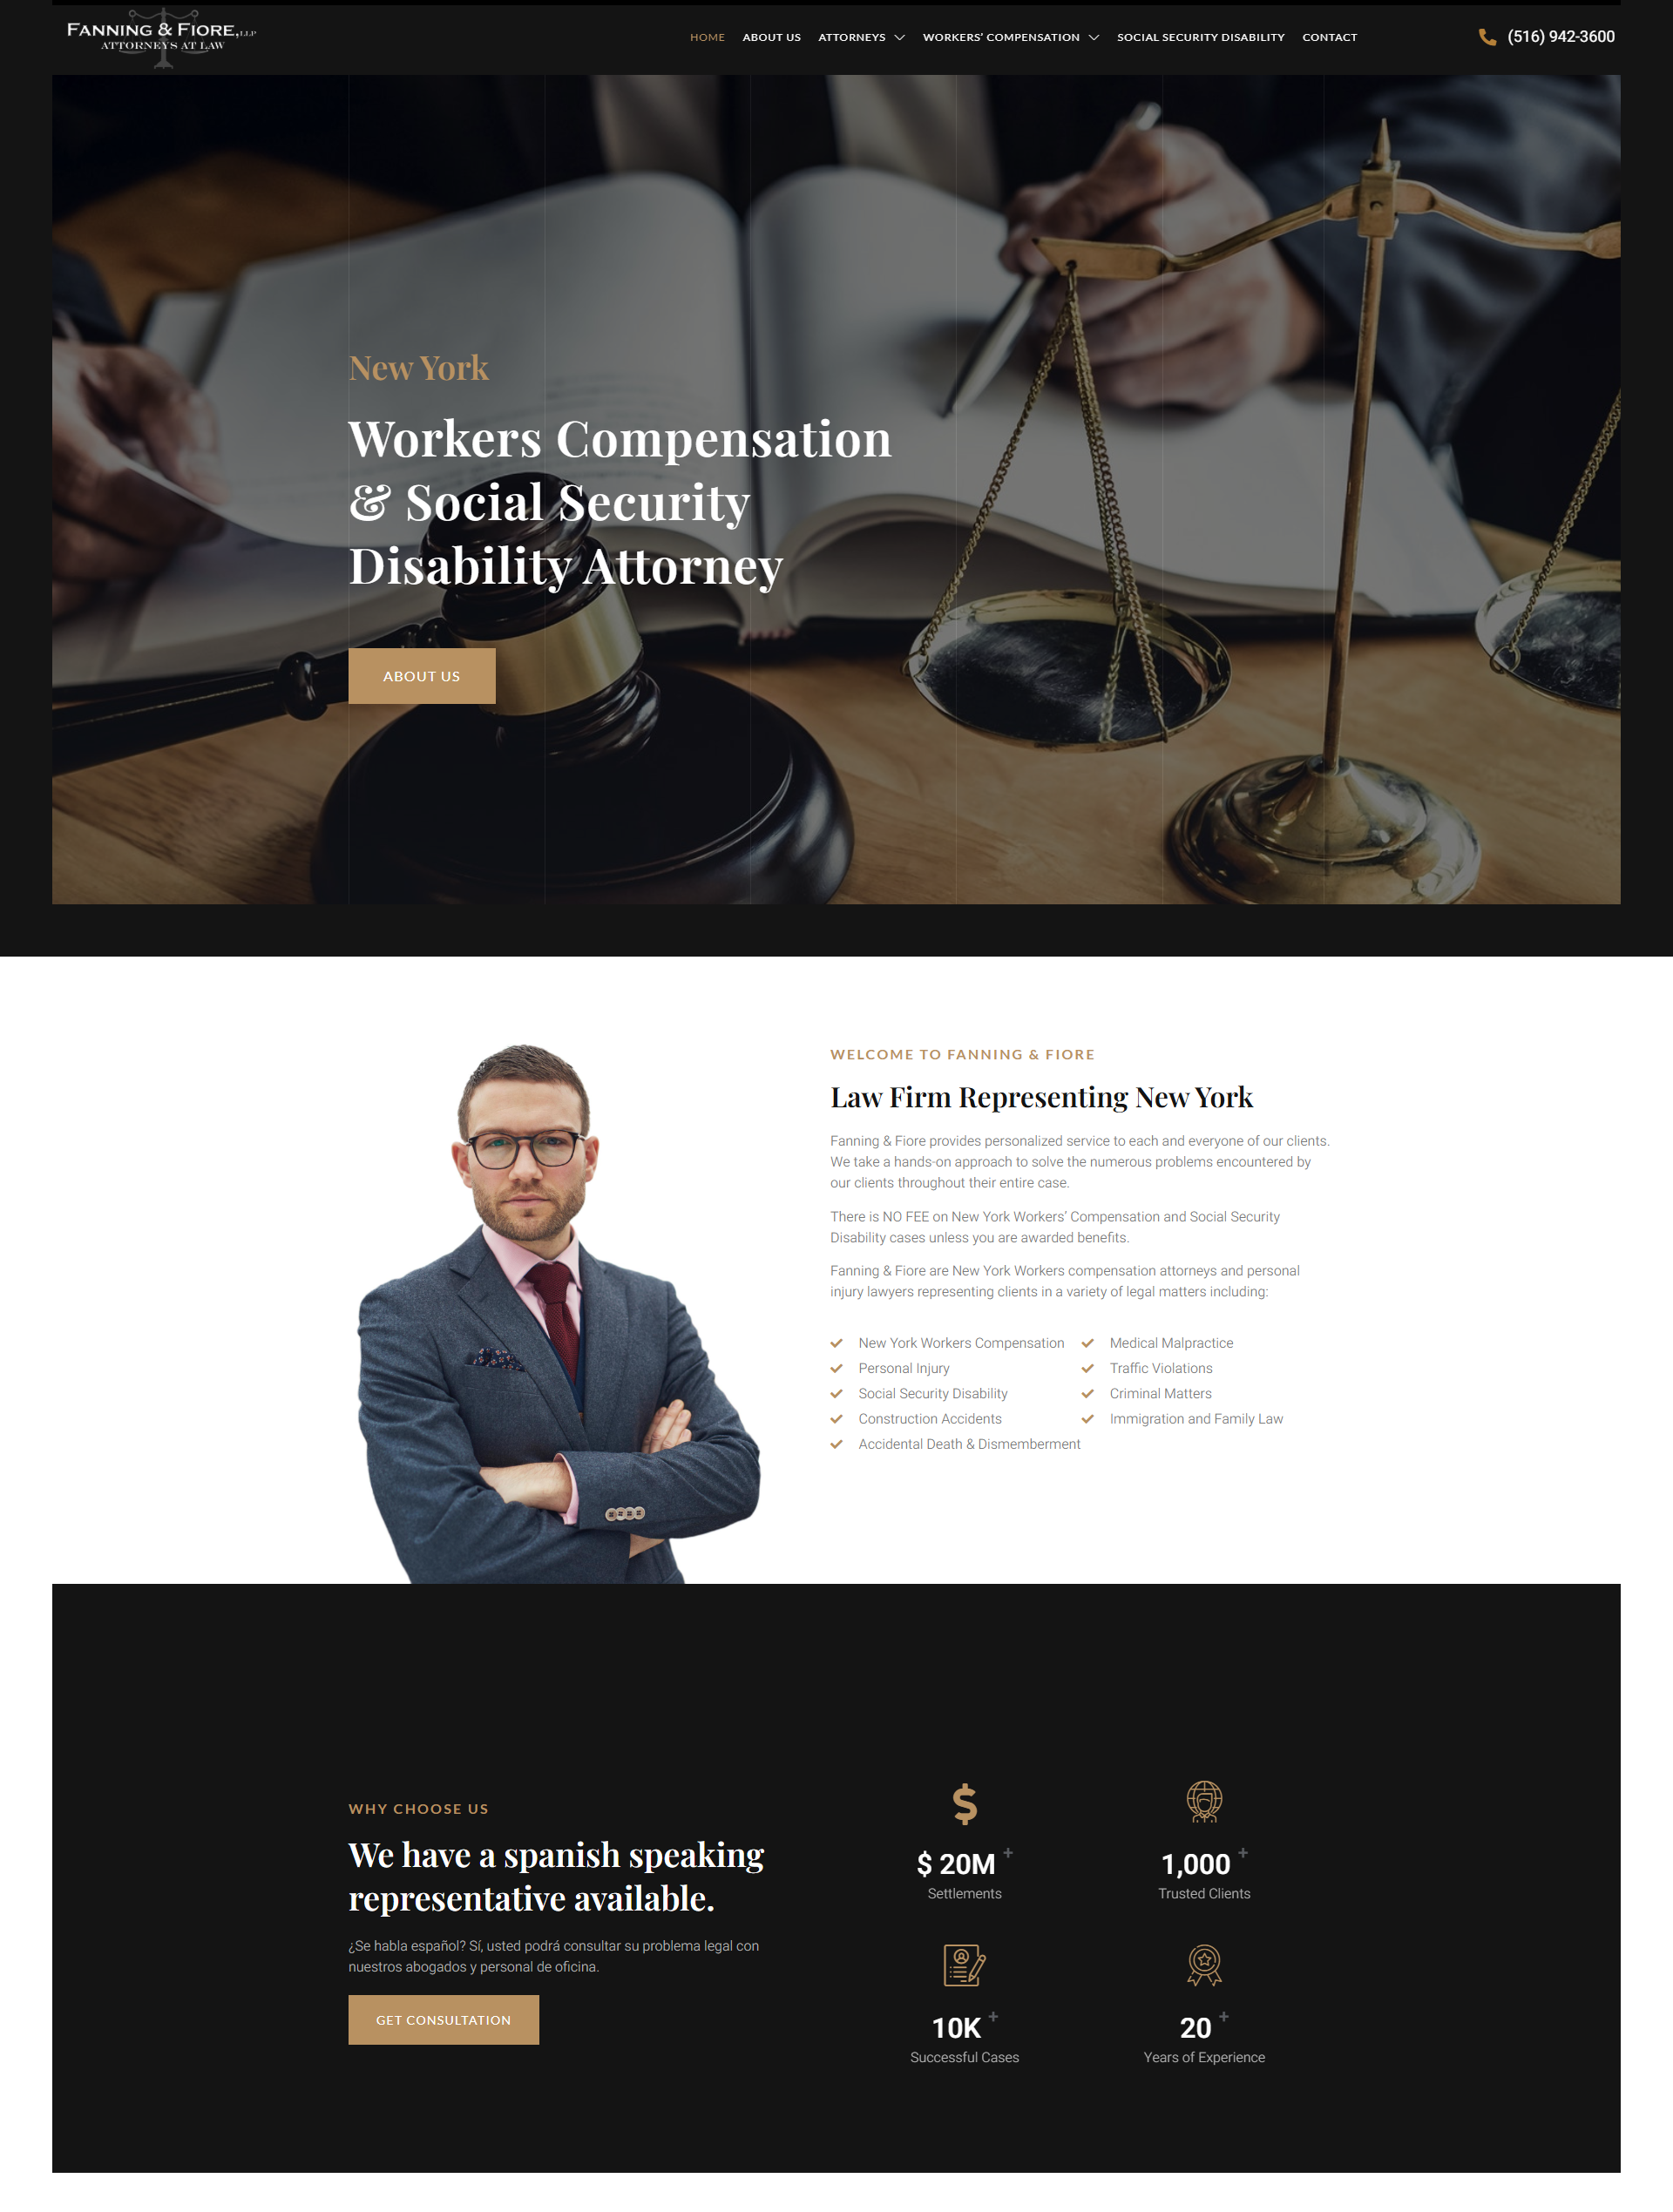 FANNING & FIORE, LLP
ATTORNEYS AT LAW
HOME ABOUT US ATTORNEYS WORKERS' COMPENSATION SOCIAL SECURITY DISABILITY CONTACT (516) 942-3600
New York
Workers Compensation
& Social Security
Disability Attorney
ABOUT US
WELCOME TO FANNING & FIORE
Law Firm Representing New York
Fanning & Fiore provides personalized service to each and everyone of our clients.
We take a hands-on approach to solve the numerous problems encountered by
our clients throughout their entire case.
There is NO FEE on New York Workers' Compensation and Social Security
Disability cases unless you are awarded benefits.
Fanning & Fiore are New York Workers compensation attorneys and personal
injury lawyers representing clients in a variety of legal matters including:
New York Workers Compensation
Personal Injury
Social Security Disability
Construction Accidents
Accidental Death & Dismemberment
Medical Malpractice
Traffic Violations
Criminal Matters
Immigration and Family Law
WHY CHOOSE US
We have a spanish speaking
representative available.
¿Se habla español? Sí, usted podrá consultar su problema legal con
nuestros abogados y personal de oficina.
GET CONSULTATION
$ 20M +
Settlements
1,000 +
Trusted Clients
10K +
Successful Cases
20 +
Years of Experience